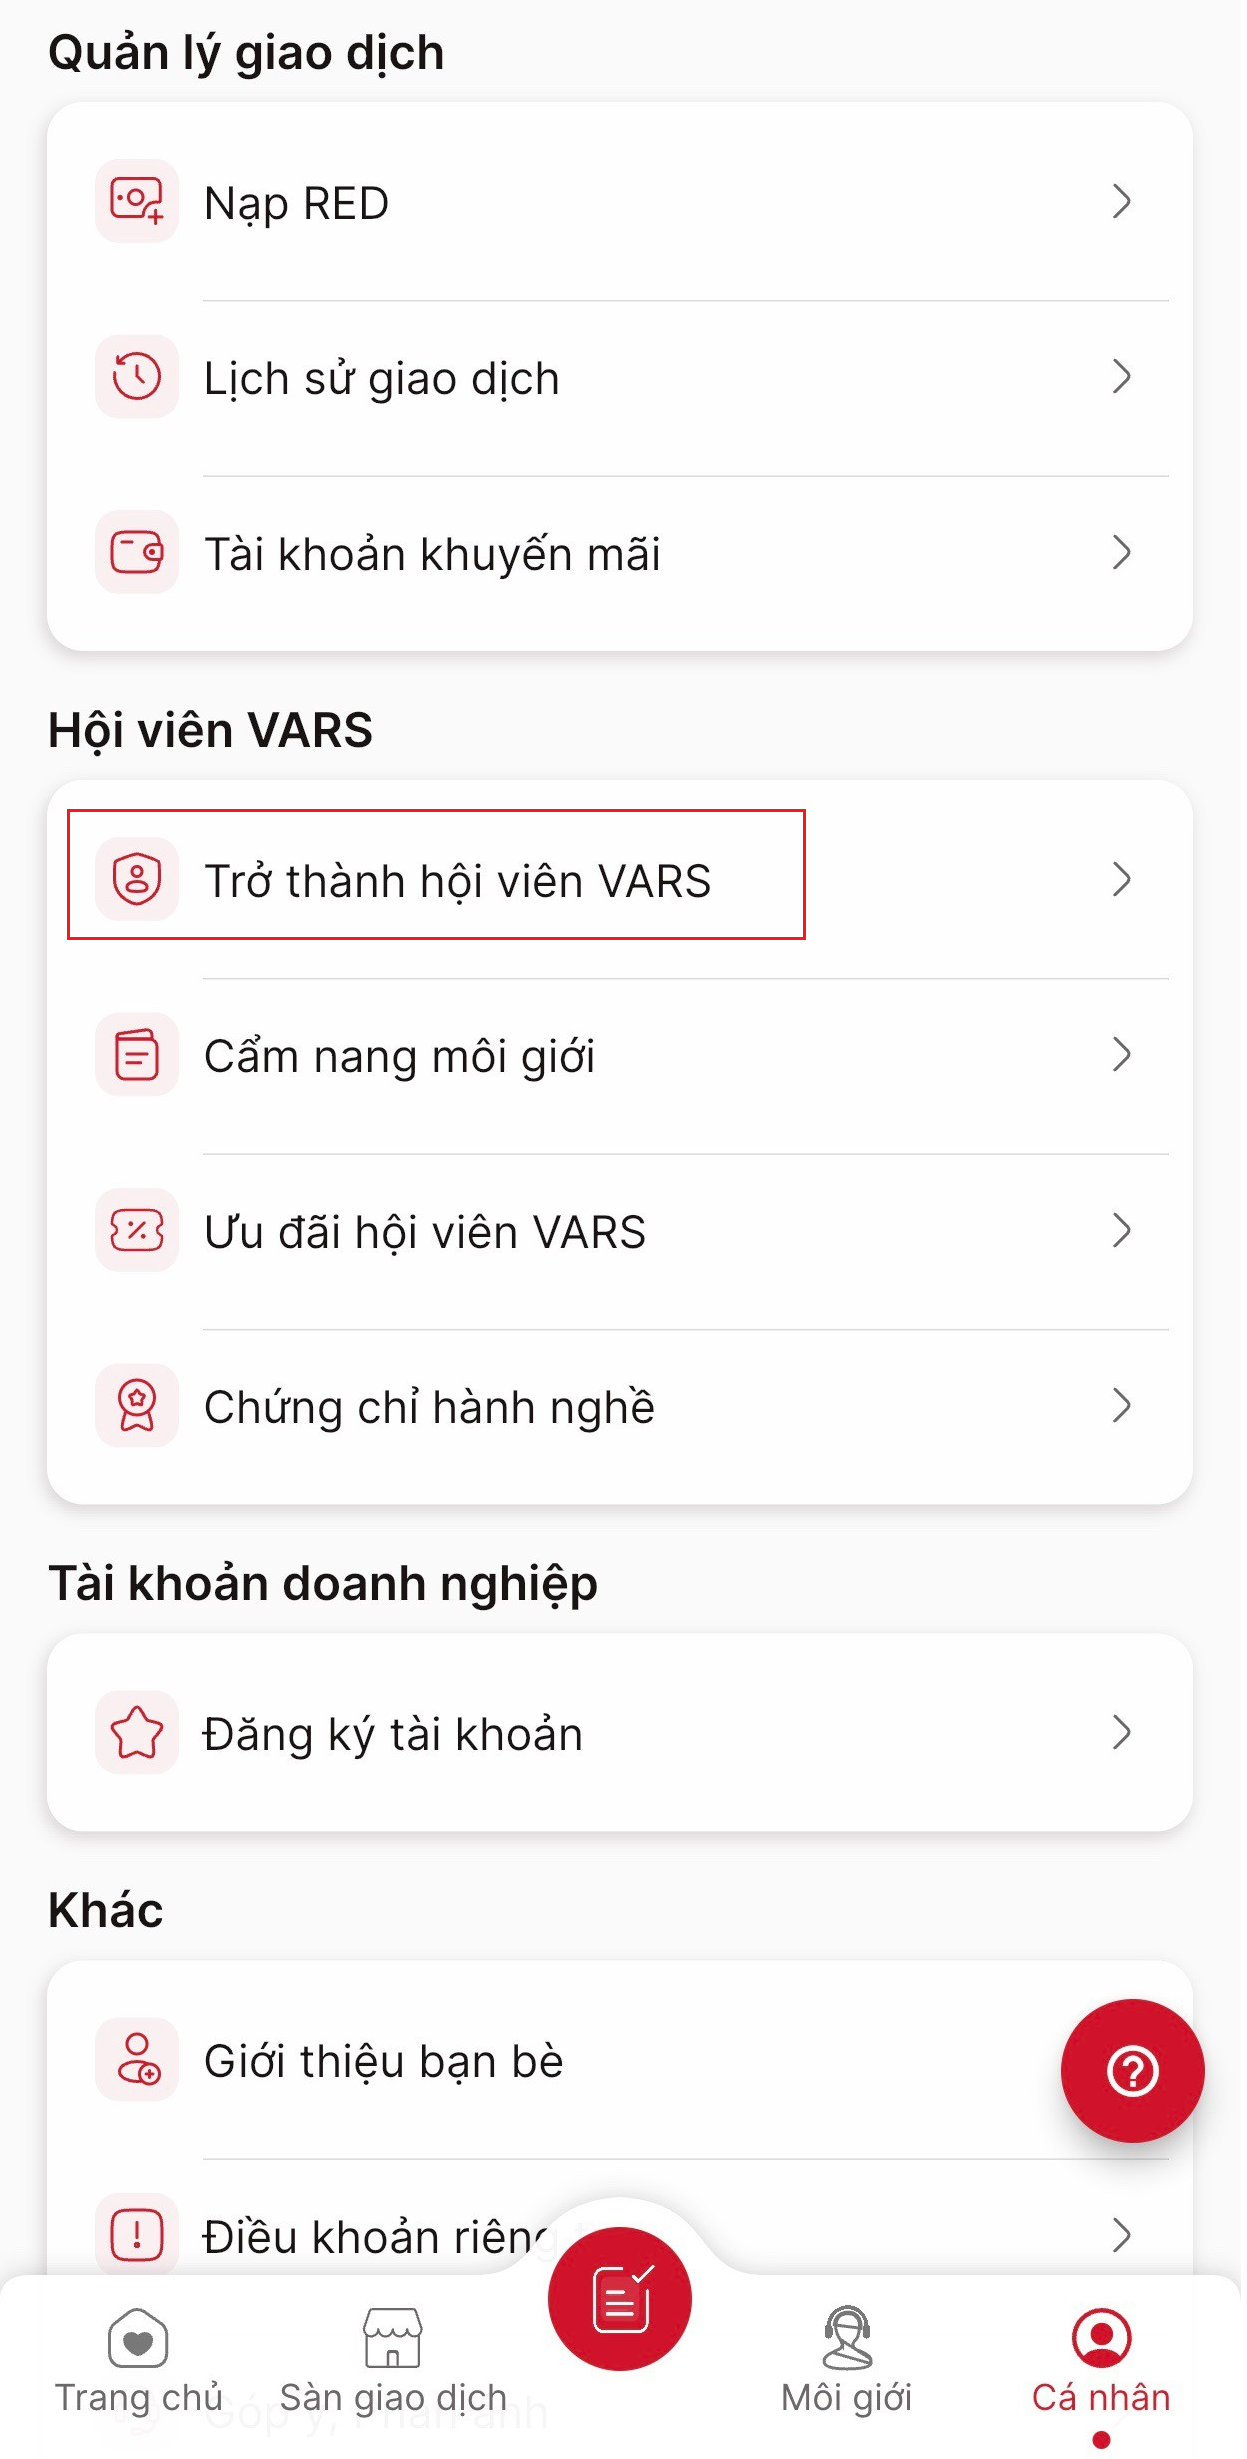 Quản lý giao dịch
Nạp RED
Lịch sử giao dịch
Tài khoản khuyến mãi
Hội viên VARS
Trở thành hội viên VARS
Cẩm nang môi giới
Ưu đãi hội viên VARS
Chứng chỉ hành nghề
Tài khoản doanh nghiệp
Đăng ký tài khoản
Khác
Giới thiệu bạn bè
Điều khoản riêng
Góp ý, Phản ánh
Trang chủ
Sàn giao dịch
Môi giới
Cá nhân